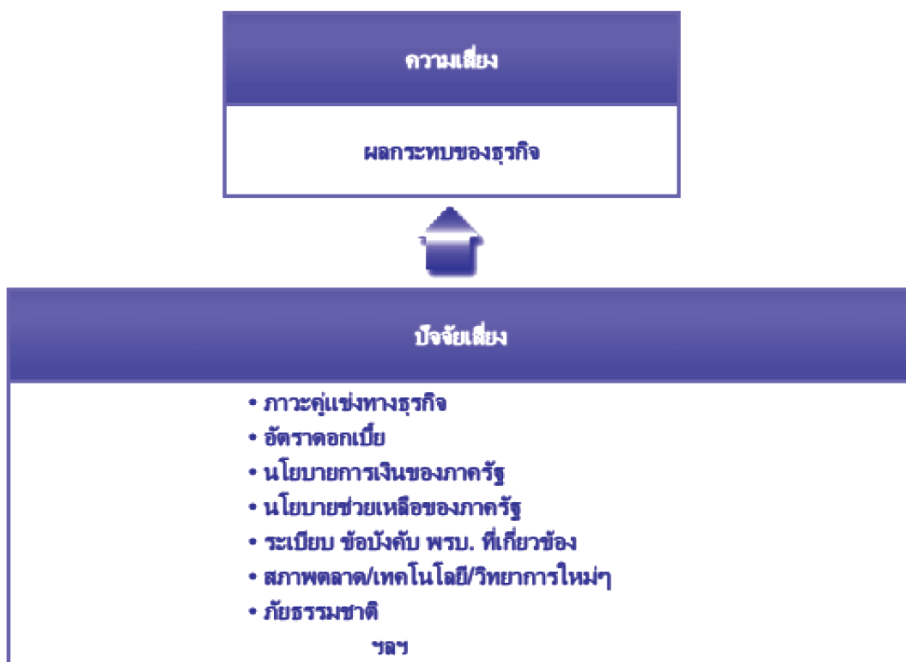 ความเสี่ยง
ผลกระทบของธุรกิจ
ปัจจัยเสี่ยง
• ภาวะคู่แข่งทางธุรกิจ
• อัตราดอกเบี้ย
• นโยบายการเงินของภาครัฐ
• นโยบายช่วยเหลือของภาครัฐ
• ระเบียบ ข้อบังคับ พรบ. ที่เกี่ยวข้อง
• สภาพตลาด/เทคโนโลยี/วิทยาการใหม่ๆ
• ภัยธรรมชาติ
ฯลฯ